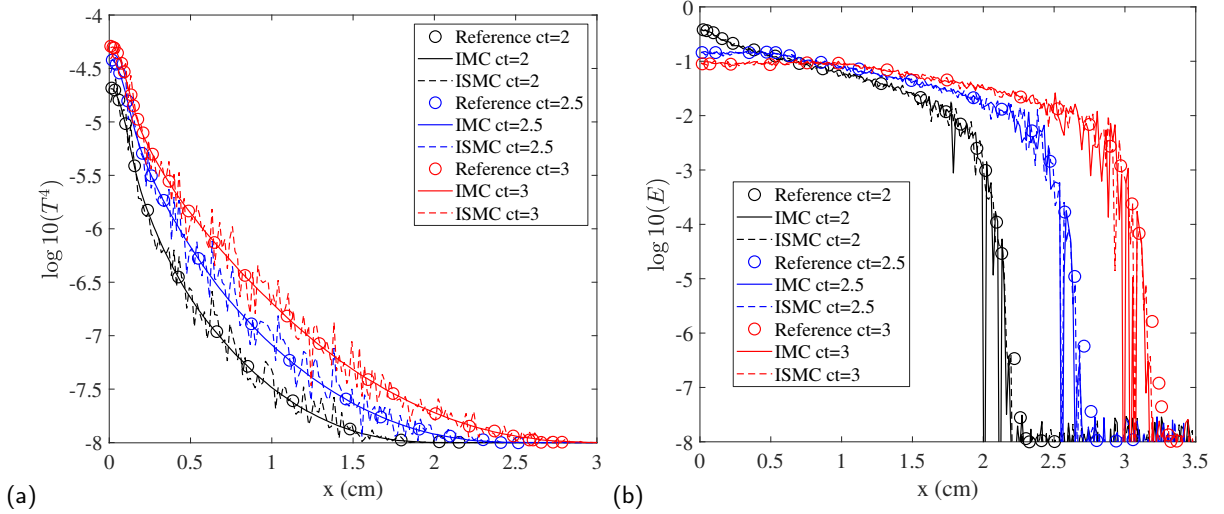 -4
-4.5
-5
-5.5
-6
-6.5
-7
-7.5
-8
log 10(T⁴)
0
0.5
1
1.5
2
2.5
3
x (cm)
(a)
Reference ct=2
IMC ct=2
ISMC ct=2
Reference ct=2.5
IMC ct=2.5
ISMC ct=2.5
Reference ct=3
IMC ct=3
ISMC ct=3
0
-1
-2
-3
-4
-5
-6
-7
-8
log 10(E)
0
0.5
1
1.5
2
2.5
3
3.5
x (cm)
(b)
Reference ct=2
IMC ct=2
ISMC ct=2
Reference ct=2.5
IMC ct=2.5
ISMC ct=2.5
Reference ct=3
IMC ct=3
ISMC ct=3